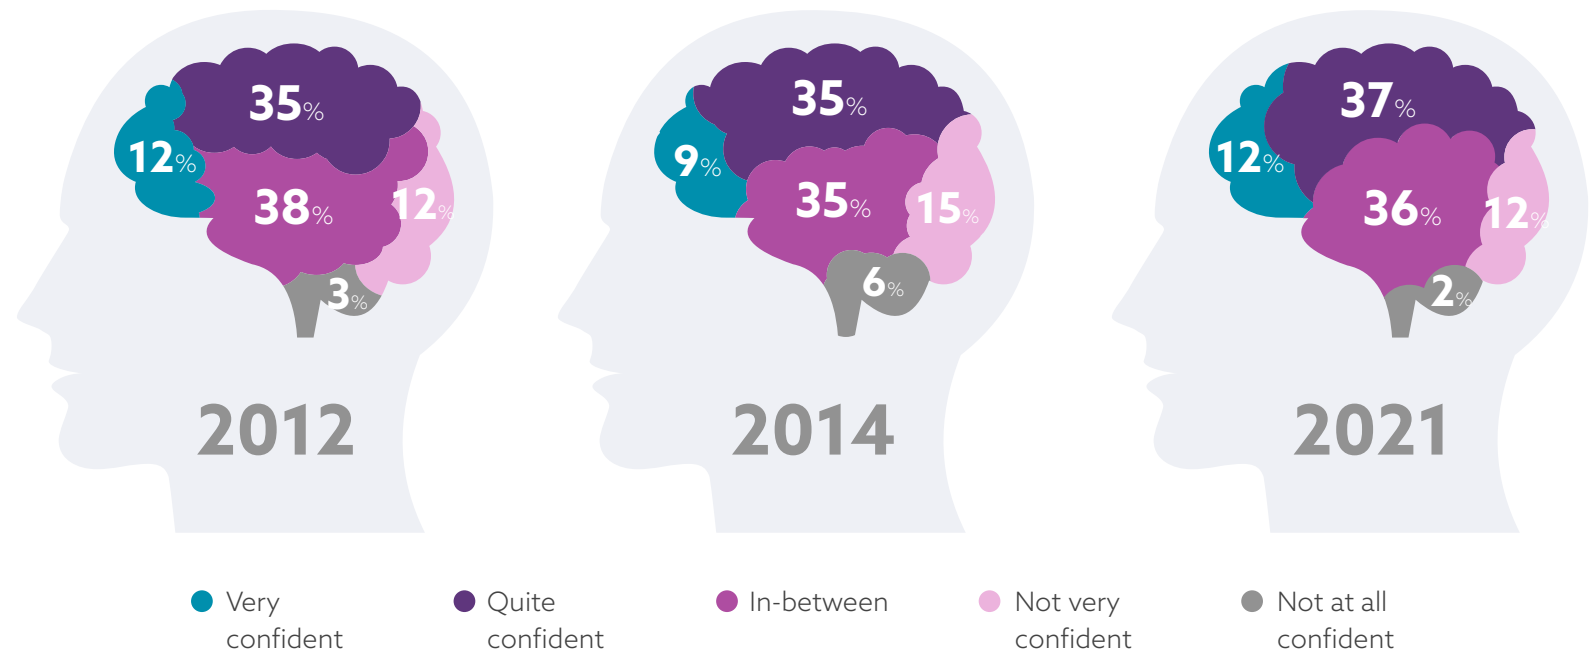 35%
12%
38%
12%
3%
2012
35%
9%
35%
15%
6%
2014
37%
12%
36%
12%
2%
2021
Very
confident
Quite
confident
In-between
Not very
confident
Not at all
confident